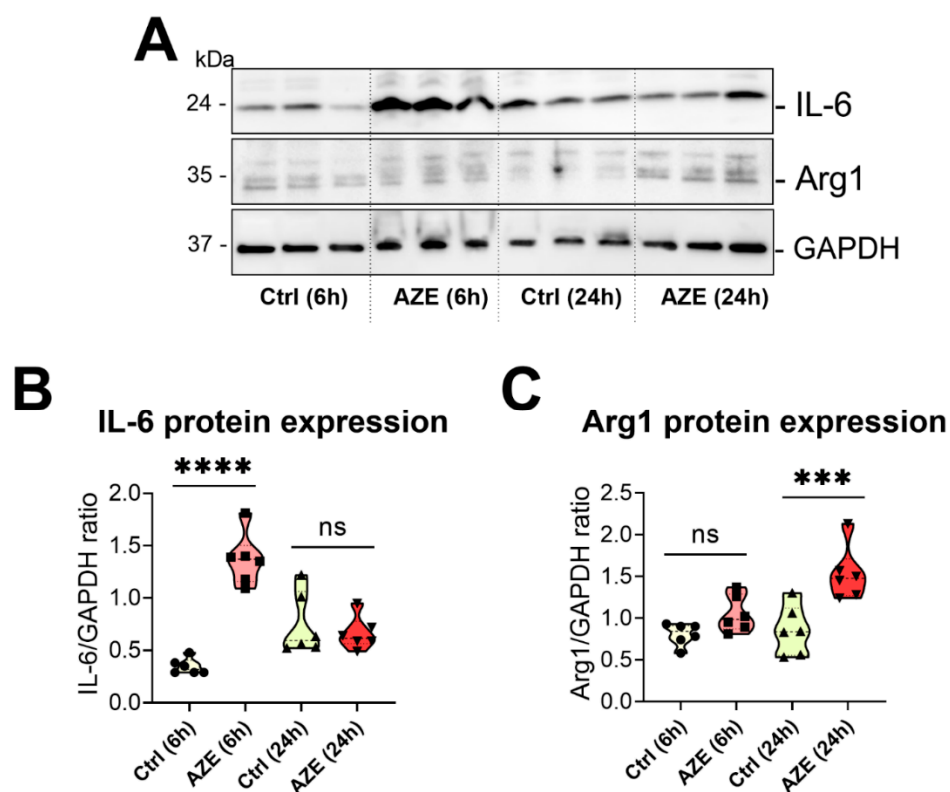 A
kDa
24 -
- IL-6
35 -
- Arg1
37 -
- GAPDH
Ctrl (6h) AZE (6h) Ctrl (24h) AZE (24h)
B
IL-6 protein expression
****
ns
IL-6/GAPDH ratio
2.0
1.5
1.0
0.5
0.0
Ctrl (6h)
AZE (6h)
Ctrl (24h)
AZE (24h)
C
Arg1 protein expression
***
ns
Arg1/GAPDH ratio
2.5
2.0
1.5
1.0
0.5
0.0
Ctrl (6h)
AZE (6h)
Ctrl (24h)
AZE (24h)